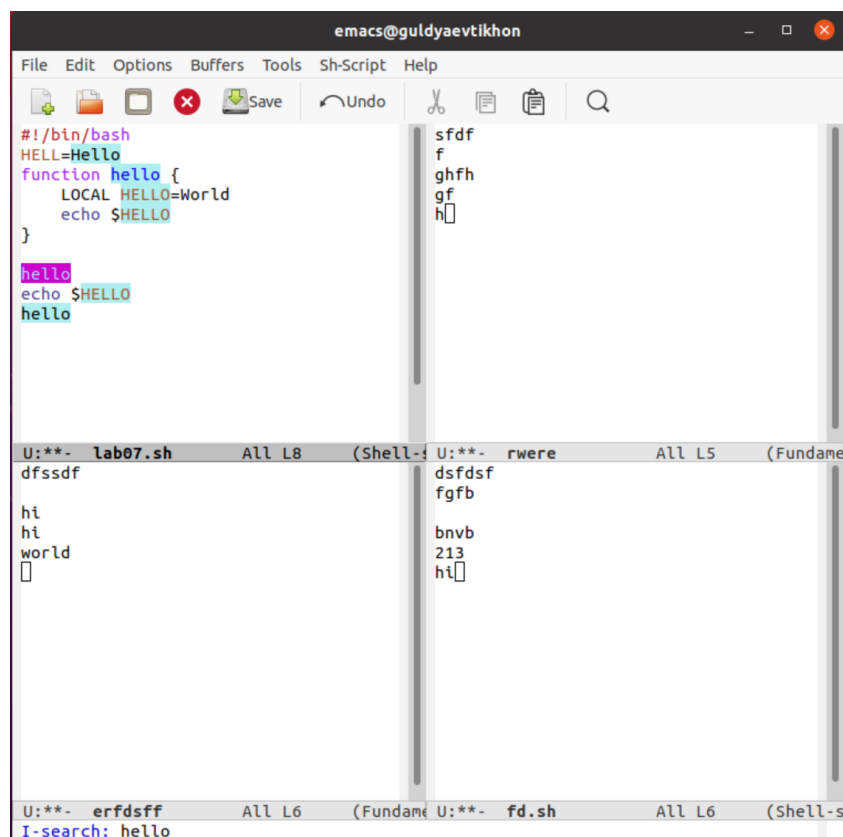 emacs@guldyaevtikhon
File Edit Options Buffers Tools Sh-Script Help
Save Undo
#!/bin/bash
HELL=Hello
function hello {
    LOCAL HELLO=World
    echo $HELLO
}
hello
echo $HELLO
hello
U:**- lab07.sh All L8 (Shell-s
sfdf
f
ghfh
gf
h
U:**- rwere All L5 (Fundame
dfssdf
hi
hi
world
U:**- erfdsff All L6 (Fundame
dsfdsf
fgfb
bnvb
213
hi
U:**- fd.sh All L6 (Shell-s
I-search: hello